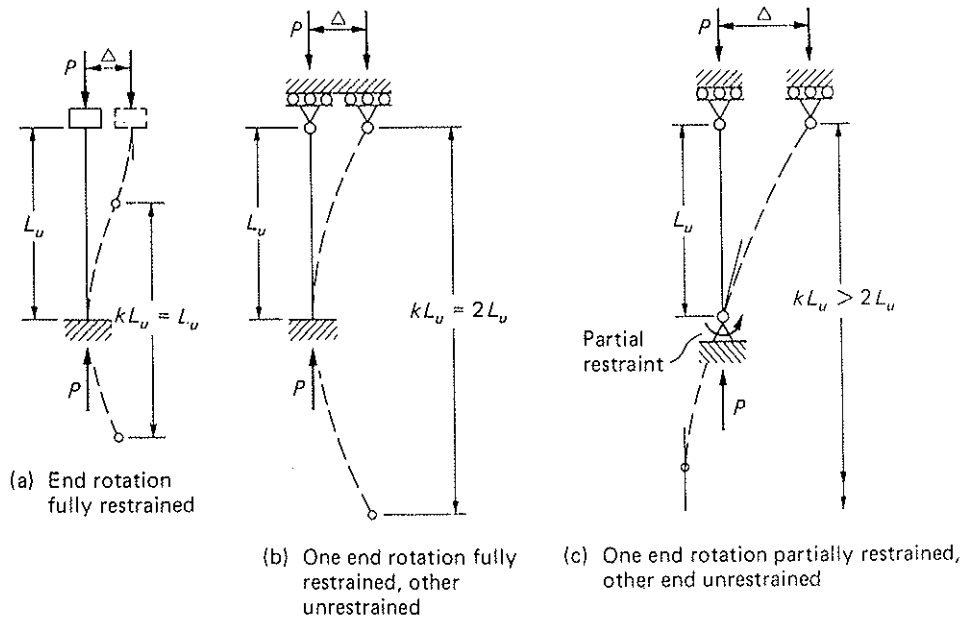 P
Δ
P
Δ
P
Δ
L_u
L_u
L_u
kL_u = L_u
kL_u = 2L_u
kL_u > 2L_u
Partial
restraint
P
P
P
(a) End rotation
fully restrained
(b) One end rotation fully
restrained, other
unrestrained
(c) One end rotation partially restrained,
other end unrestrained